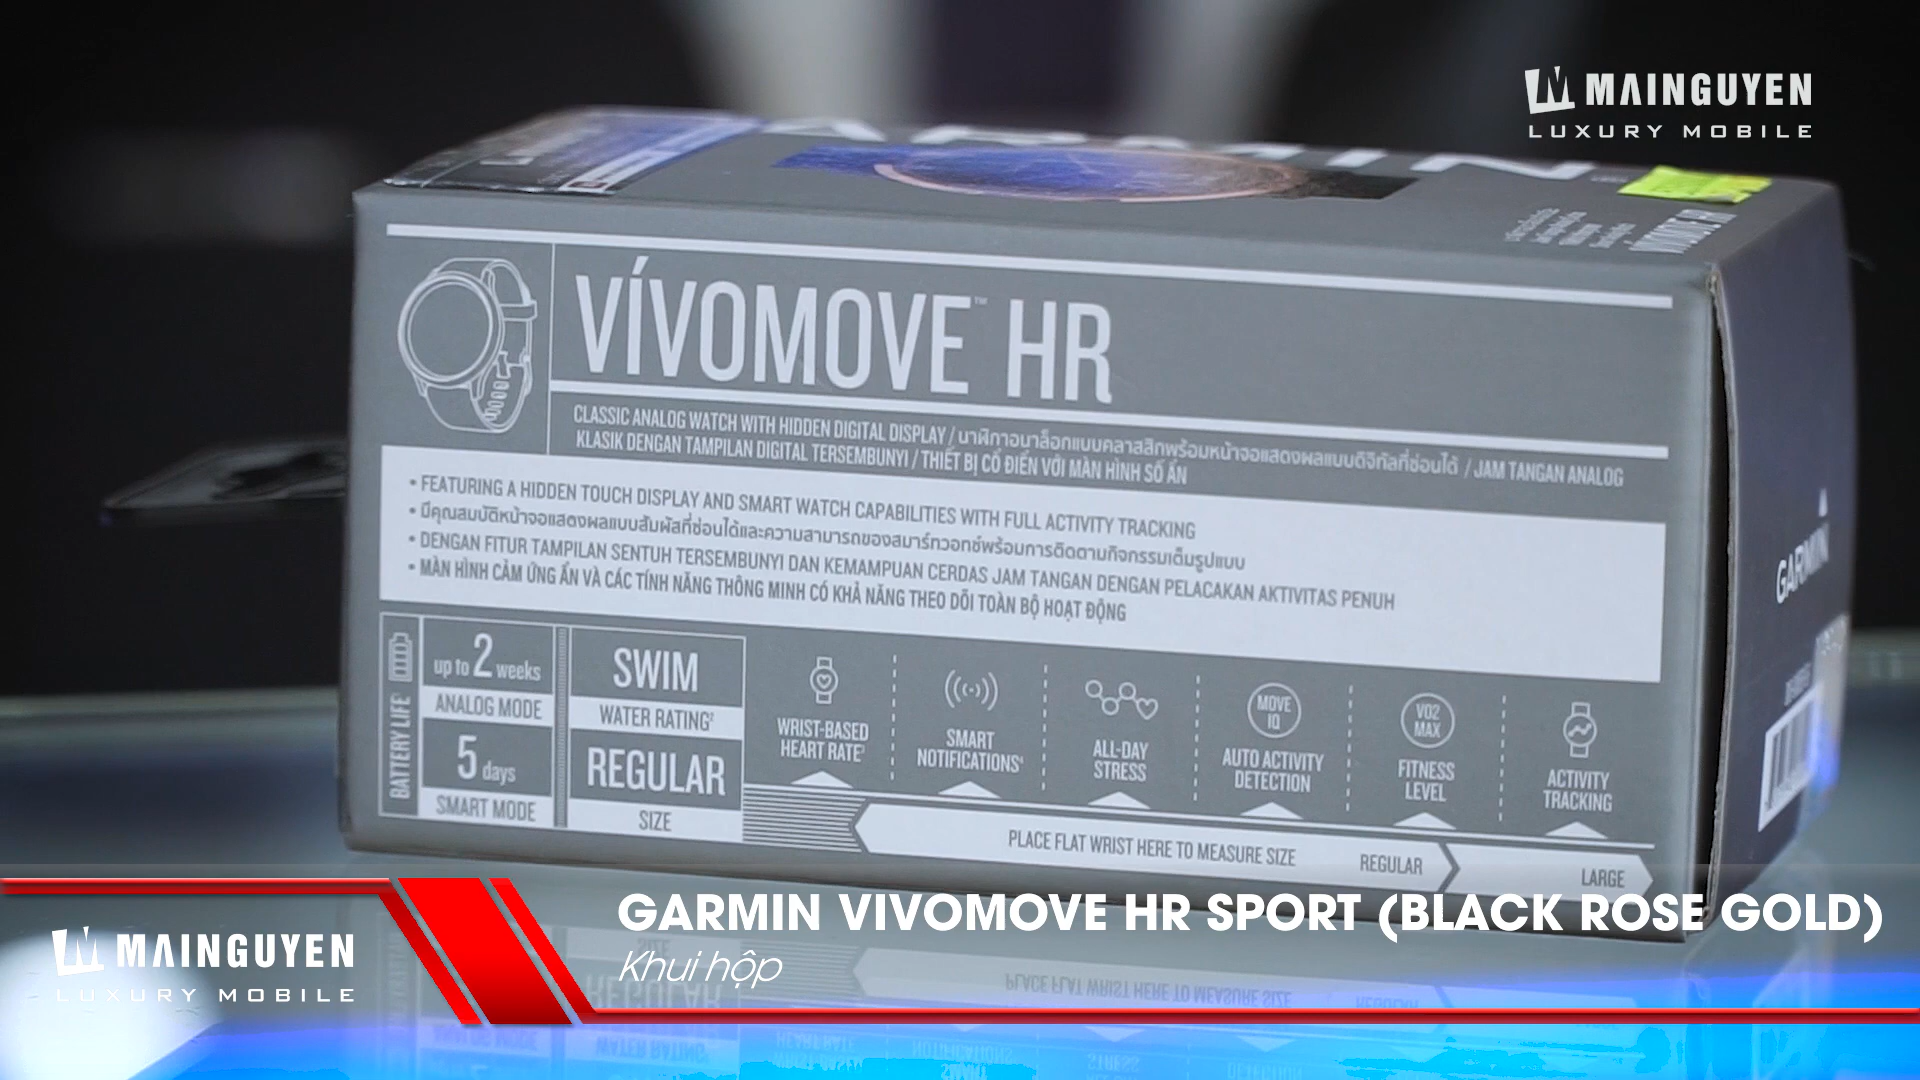 MAINGUYEN
LUXURY MOBILE
VÍVOMOVE™ HR
CLASSIC ANALOG WATCH WITH HIDDEN DIGITAL DISPLAY / นาฬิกาอนาล็อกแบบคลาสสิกพร้อมหน้าจอแสดงผลแบบดิจิทัลที่ซ่อนได้ / JAM TANGAN ANALOG
KLASIK DENGAN TAMPILAN DIGITAL TERSEMBUNYI / THIẾT BỊ CỔ ĐIỂN VỚI MÀN HÌNH SỐ ẨN
• FEATURING A HIDDEN TOUCH DISPLAY AND SMART WATCH CAPABILITIES WITH FULL ACTIVITY TRACKING
• มีคุณสมบัติหน้าจอแสดงผลแบบสัมผัสที่ซ่อนได้และความสามารถของสมาร์ทวอทช์พร้อมการติดตามกิจกรรมเต็มรูปแบบ
• DENGAN FITUR TAMPILAN SENTUH TERSEMBUNYI DAN KEMAMPUAN CERDAS JAM TANGAN DENGAN PELACAKAN AKTIVITAS PENUH
• MÀN HÌNH CẢM ỨNG ẨN VÀ CÁC TÍNH NĂNG THÔNG MINH CÓ KHẢ NĂNG THEO DÕI TOÀN BỘ HOẠT ĐỘNG
BATTERY LIFE
up to 2 weeks
ANALOG MODE
5 days
SMART MODE
SWIM
WATER RATING²
REGULAR
SIZE
WRIST-BASED
HEART RATE³
SMART
NOTIFICATIONS⁴
ALL-DAY
STRESS
MOVE
IQ
AUTO ACTIVITY
DETECTION
VO2
MAX
FITNESS
LEVEL
ACTIVITY
TRACKING
PLACE FLAT WRIST HERE TO MEASURE SIZE
REGULAR
LARGE
GARMIN
VÍVOMOVE HR
GARMIN VIVOMOVE HR SPORT (BLACK ROSE GOLD)
Khui hộp
MAINGUYEN
LUXURY MOBILE